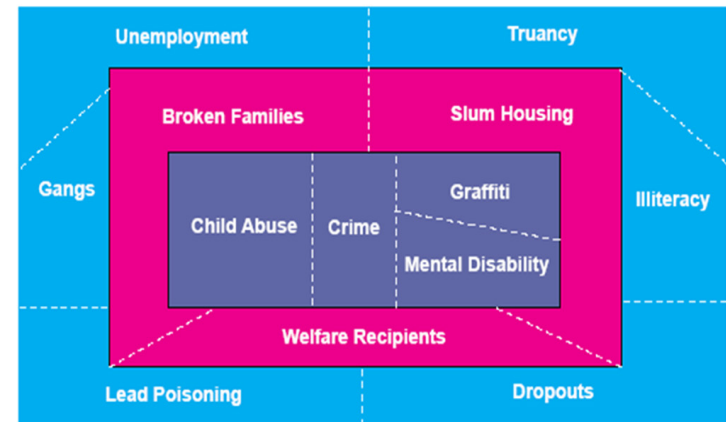 Unemployment
Truancy
Broken Families
Slum Housing
Gangs
Illiteracy
Child Abuse
Crime
Graffiti
Mental Disability
Welfare Recipients
Lead Poisoning
Dropouts